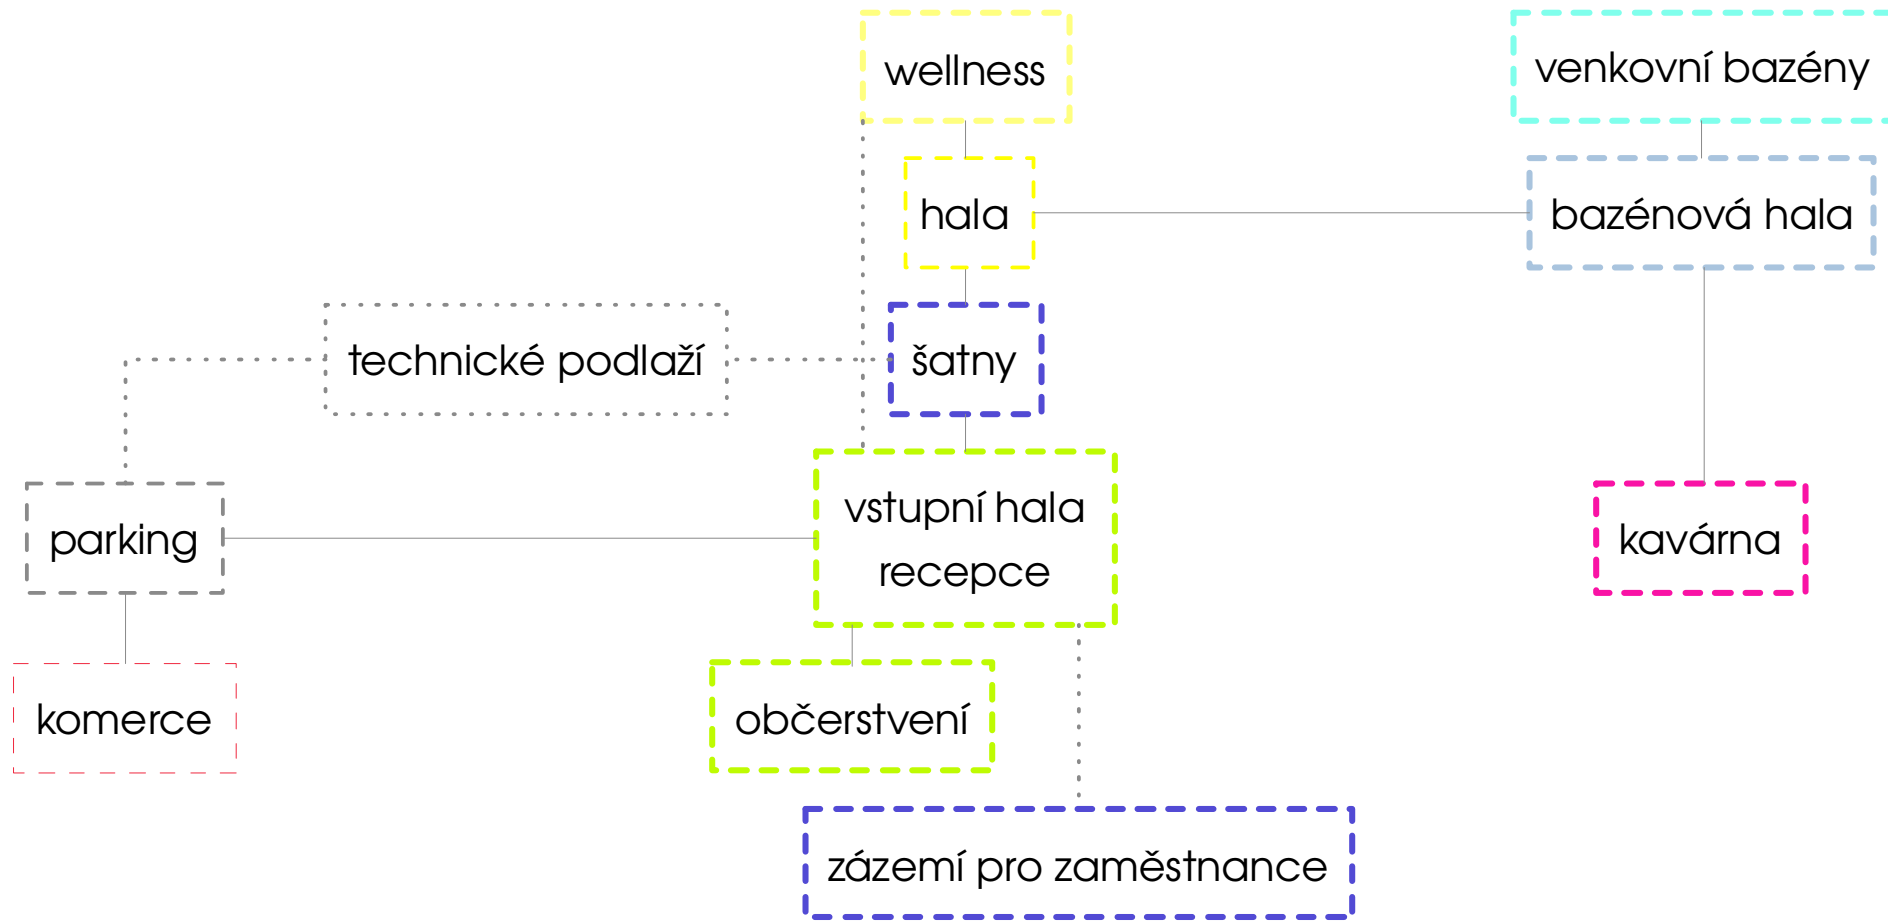 wellness
venkovní bazény
hala
bazénová hala
technické podlaží
šatny
vstupní hala
recepce
parking
kavárna
komerce
občerstvení
zázemí pro zaměstnance